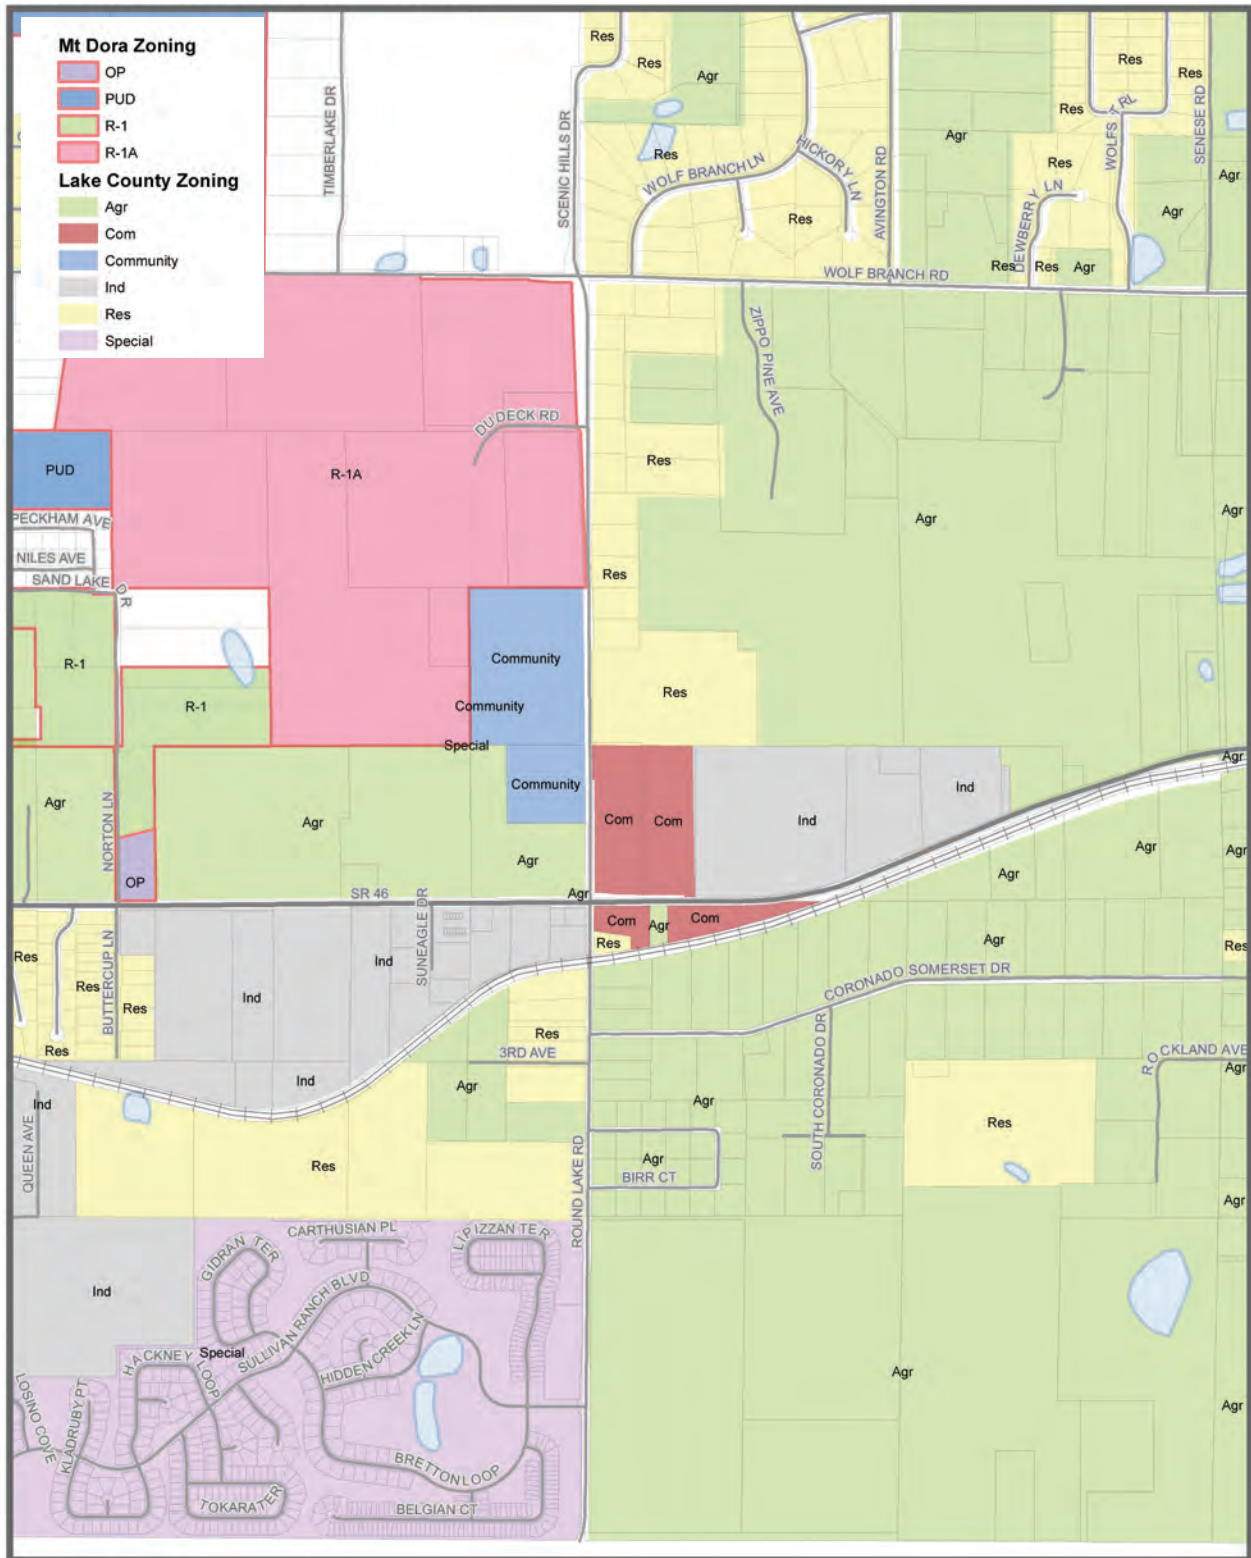 Mt Dora Zoning
OP
PUD
R-1
R-1A
Lake County Zoning
Agr
Com
Community
Ind
Res
Special
TIMBERLAKE DR
SCENIC HILLS DR
Res
Res
Agr
Res
WOLF BRANCH LN
HICKORY LN
Res
AVINGTON RD
Agr
Res
Res
Res
WOLFS TRL
SENESE RD
Res
DEWBERRY LN
Agr
Agr
Res
Res
Agr
WOLF BRANCH RD
ZIPPO PINE AVE
DUDECK RD
PUD
R-1A
Res
Agr
Agr
PECKHAM AVE
NILES AVE
SAND LAKE DR
Res
R-1
R-1
Community
Community
Special
Community
Res
Agr
Agr
Agr
NORTON LN
OP
Agr
Agr
SR 46
SUNEAGLE DR
Com
Com
Ind
Ind
Agr
Agr
Agr
Com
Agr
Com
Res
Agr
Res
Res
Res
BUTTERCUP LN
Res
Res
Ind
Ind
Ind
Ind
QUEEN AVE
Res
3RD AVE
Agr
Res
CORONADO SOMERSET DR
SOUTH CORONADO DR
ROCKLAND AVE
Agr
Res
Agr
Agr
BIRR CT
Agr
ROUND LAKE RD
Ind
CARTHUSIAN PL
LIPIZZAN TER
GIDRAN TER
SULLIVAN RANCH BLVD
HIDDEN CREEK LN
Special
HACKNEY LOOP
LOSINO COVE
KLADRUBY PT
BRETTON LOOP
TOKARA TER
BELGIAN CT
Agr
Agr